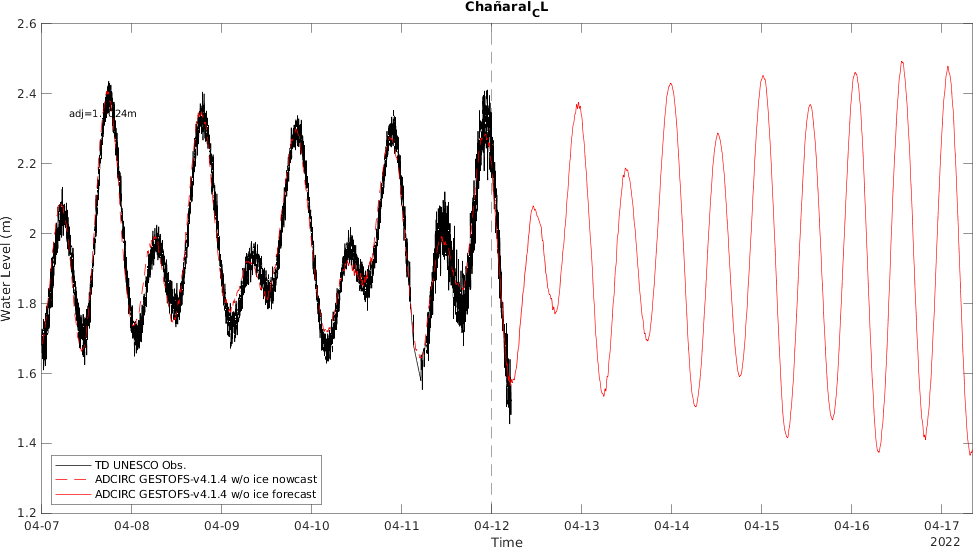 Chañaral_CL
2.6
2.4
2.2
2
1.8
1.6
1.4
1.2
Water Level (m)
TD UNESCO Obs.
ADCIRC GESTOFS-v4.1.4 w/o ice nowcast
ADCIRC GESTOFS-v4.1.4 w/o ice forecast
04-07 04-08 04-09 04-10 04-11 04-12 04-13 04-14 04-15 04-16 04-17
Time
2022